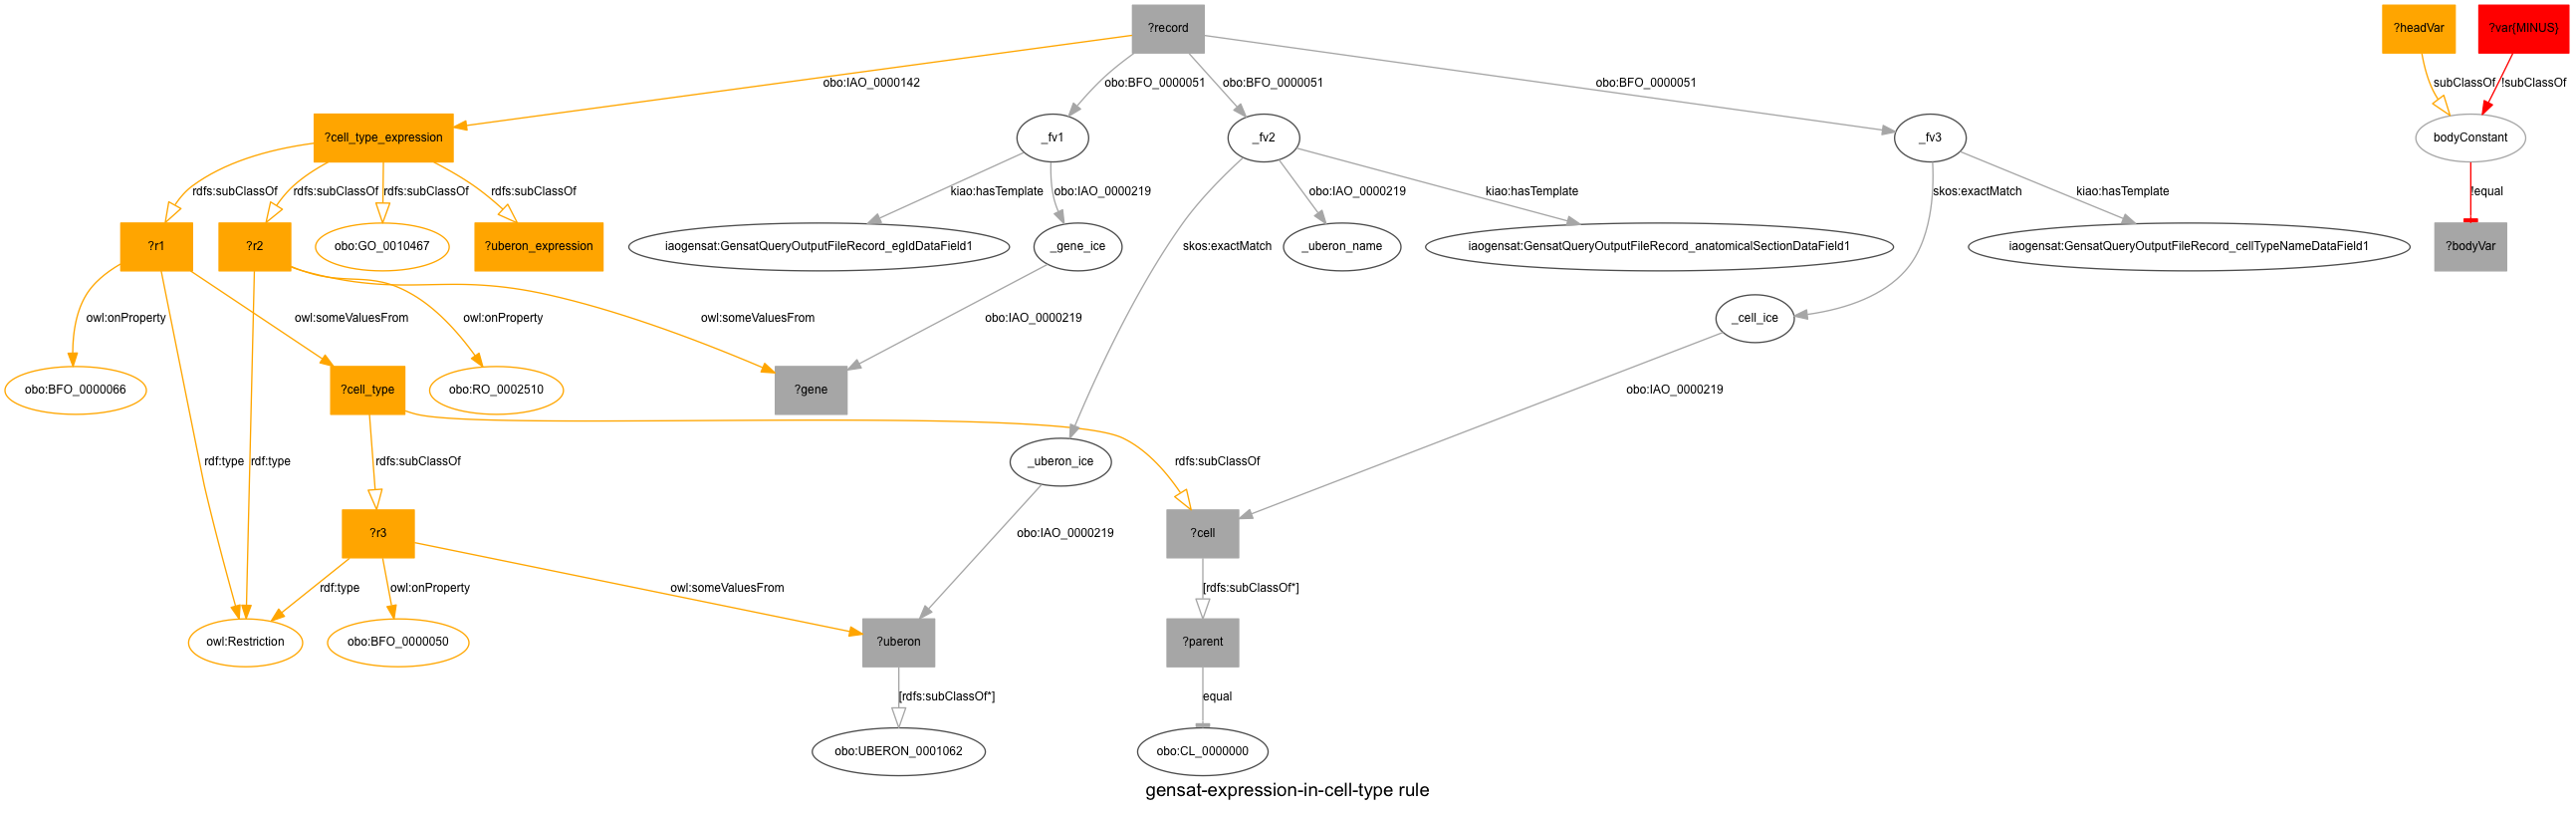 ?record
?headVar
?var{MINUS}
obo:IAO_0000142
obo:BFO_0000051
obo:BFO_0000051
obo:BFO_0000051
subClassOf
!subClassOf
?cell_type_expression
_fv1
_fv2
_fv3
bodyConstant
rdfs:subClassOf
rdfs:subClassOf
rdfs:subClassOf
rdfs:subClassOf
kiao:hasTemplate
obo:IAO_0000219
obo:IAO_0000219
kiao:hasTemplate
skos:exactMatch
kiao:hasTemplate
!equal
?r1
?r2
obo:GO_0010467
?uberon_expression
iaogensat:GensatQueryOutputFileRecord_egIdDataField1
_gene_ice
skos:exactMatch
_uberon_name
iaogensat:GensatQueryOutputFileRecord_anatomicalSectionDataField1
iaogensat:GensatQueryOutputFileRecord_cellTypeNameDataField1
?bodyVar
owl:onProperty
owl:someValuesFrom
owl:onProperty
owl:someValuesFrom
obo:IAO_0000219
_cell_ice
obo:BFO_0000066
?cell_type
obo:RO_0002510
?gene
obo:IAO_0000219
rdf:type
rdf:type
rdfs:subClassOf
_uberon_ice
rdfs:subClassOf
?r3
obo:IAO_0000219
?cell
rdf:type
owl:onProperty
owl:someValuesFrom
[rdfs:subClassOf*]
owl:Restriction
obo:BFO_0000050
?uberon
?parent
[rdfs:subClassOf*]
equal
obo:UBERON_0001062
obo:CL_0000000
gensat-expression-in-cell-type rule